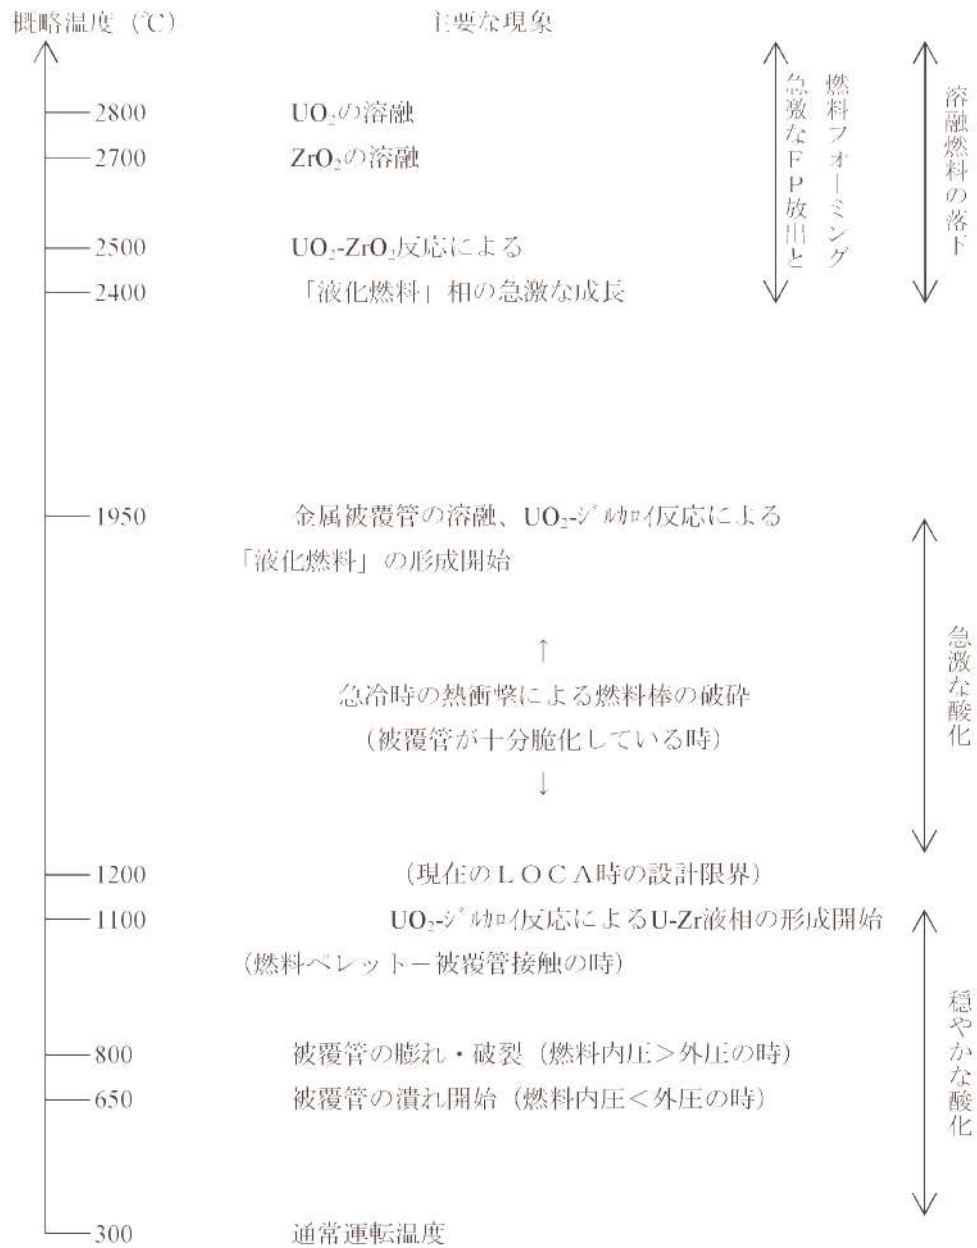 概略温度（℃） 主要な現象
2800 UO₂の溶融
2700 ZrO₂の溶融
2500 UO₂-ZrO₂反応による
2400 「液化燃料」相の急激な成長
急激なＦＰ放出と
燃料フォーミング
溶融燃料の落下
1950 金属被覆管の溶融、UO₂-ｼﾞﾙｶﾛｲ反応による
「液化燃料」の形成開始
↑
急冷時の熱衝撃による燃料棒の破砕
（被覆管が十分脆化している時）
↓
急激な酸化
1200 （現在のＬＯＣＡ時の設計限界）
1100 UO₂-ｼﾞﾙｶﾛｲ反応によるU-Zr液相の形成開始
（燃料ペレット－被覆管接触の時）
800 被覆管の膨れ・破裂（燃料内圧＞外圧の時）
650 被覆管の潰れ開始（燃料内圧＜外圧の時）
穏やかな酸化
300 通常運転温度